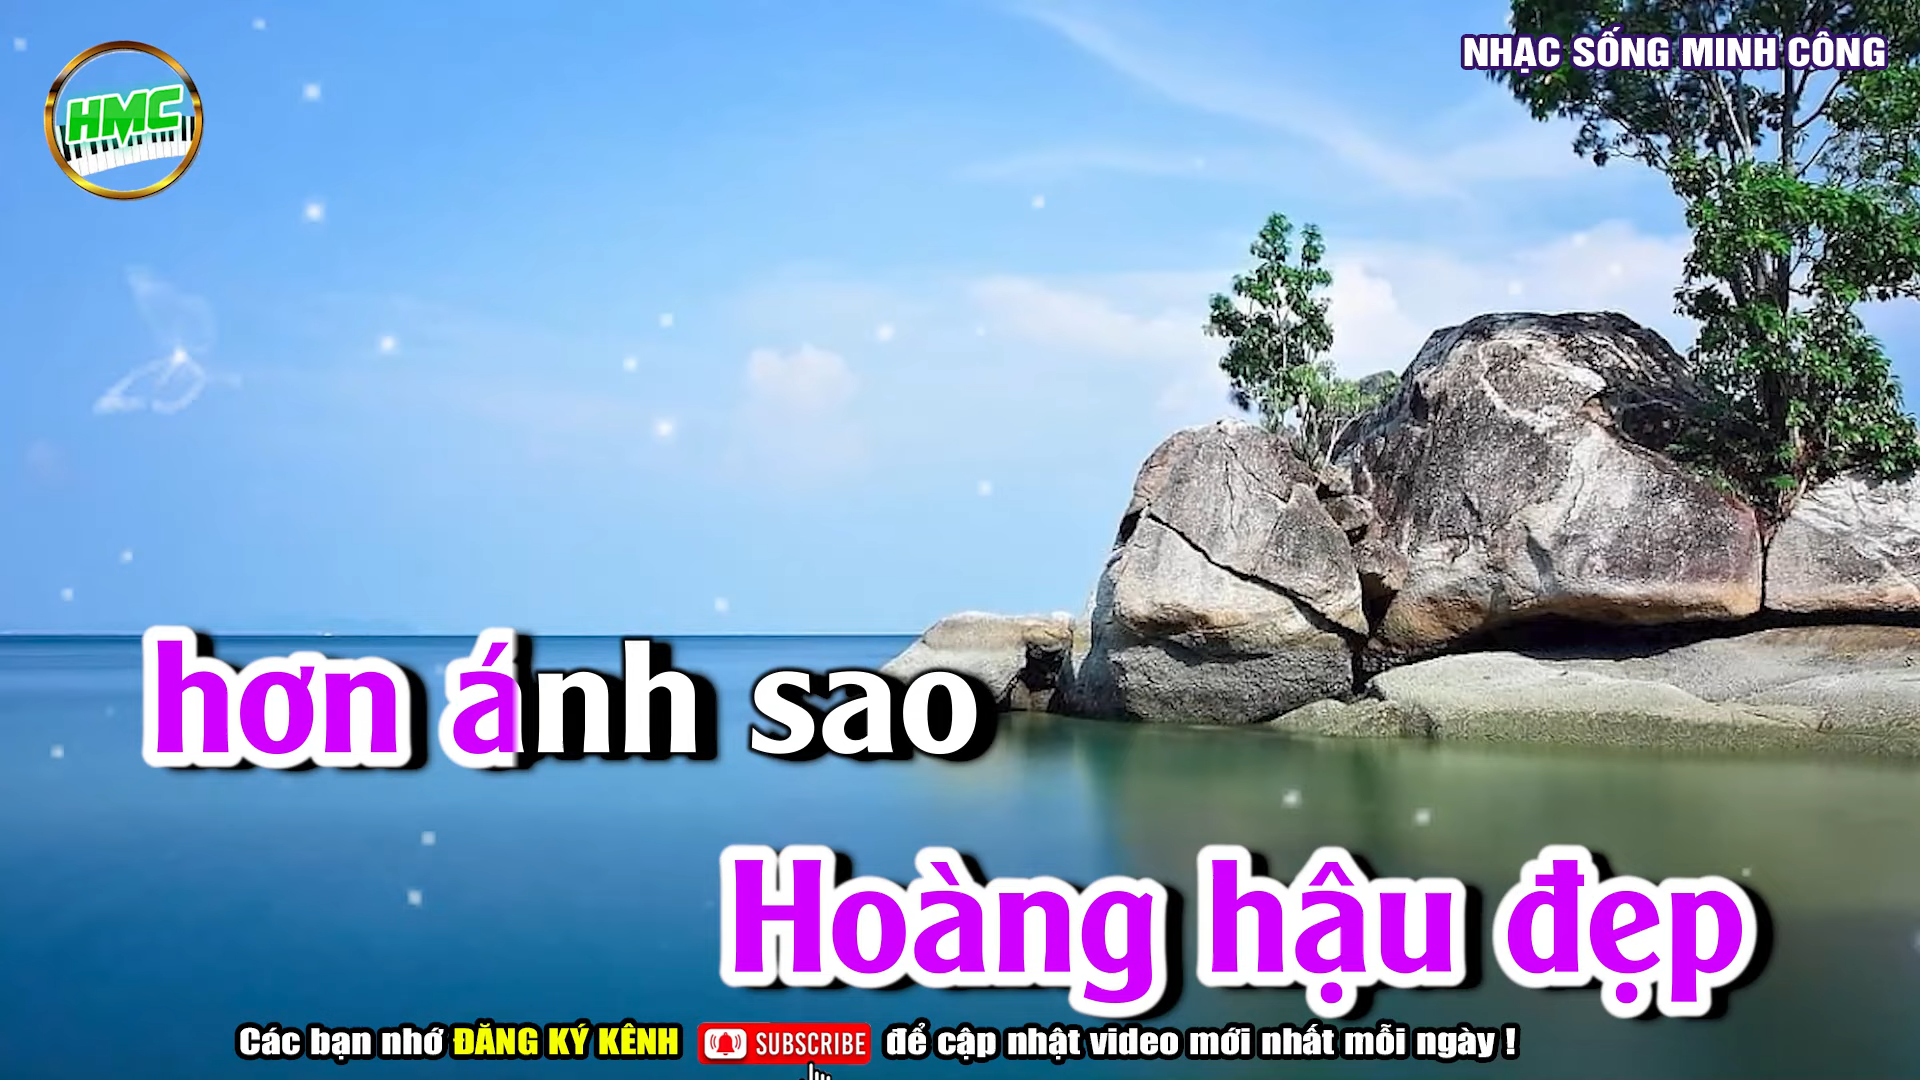 NHẠC SỐNG MINH CÔNG
HMC
hơn ánh sao
Hoàng hậu đẹp
Các bạn nhớ ĐĂNG KÝ KÊNH SUBSCRIBE để cập nhật video mới nhất mỗi ngày !